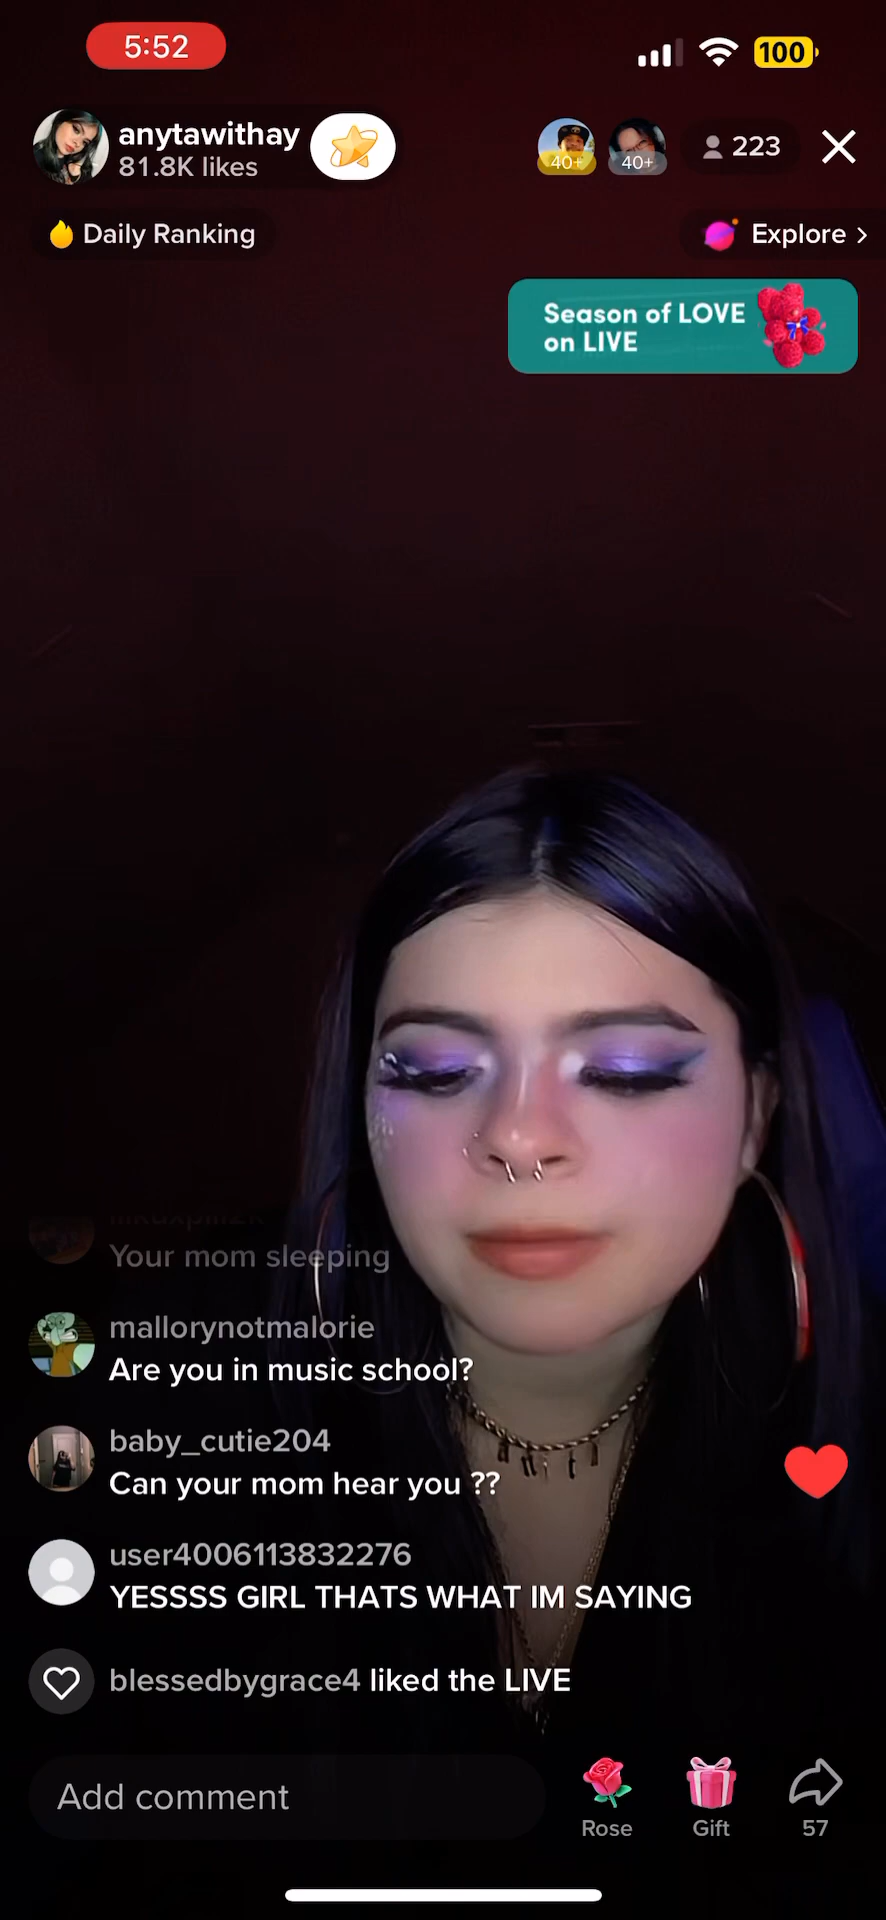 5:52
100
anytawithay
81.8K likes
40+
40+
223
Daily Ranking
Explore >
Season of LOVE
on LIVE
Your mom sleeping
mallorynotmalorie
Are you in music school?
baby_cutie204
Can your mom hear you ??
anita
user4006113832276
YESSSS GIRL THATS WHAT IM SAYING
blessedbygrace4 liked the LIVE
Add comment
Rose
Gift
57